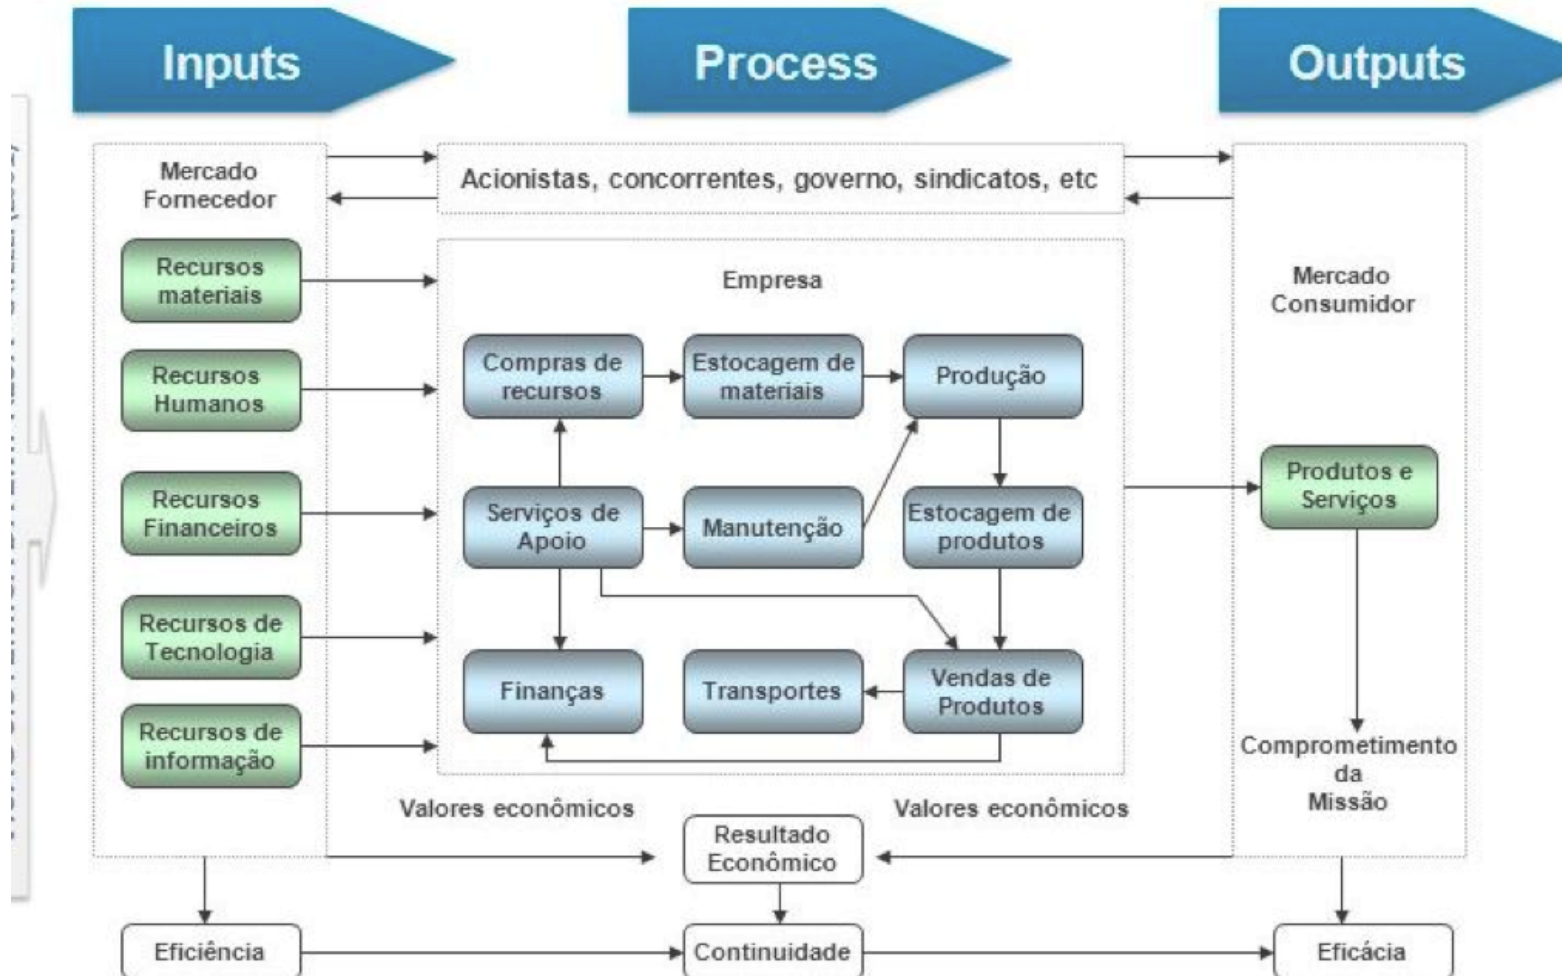 Inputs
Process
Outputs
Mercado
Fornecedor
Acionistas, concorrentes, governo, sindicatos, etc
Recursos
materiais
Recursos
Humanos
Recursos
Financeiros
Recursos de
Tecnologia
Recursos de
informação
Empresa
Compras de
recursos
Estocagem de
materiais
Produção
Serviços de
Apoio
Manutenção
Estocagem de
produtos
Finanças
Transportes
Vendas de
Produtos
Mercado
Consumidor
Produtos e
Serviços
Comprometimento
da
Missão
Valores econômicos
Valores econômicos
Resultado
Econômico
Eficiência
Continuidade
Eficácia